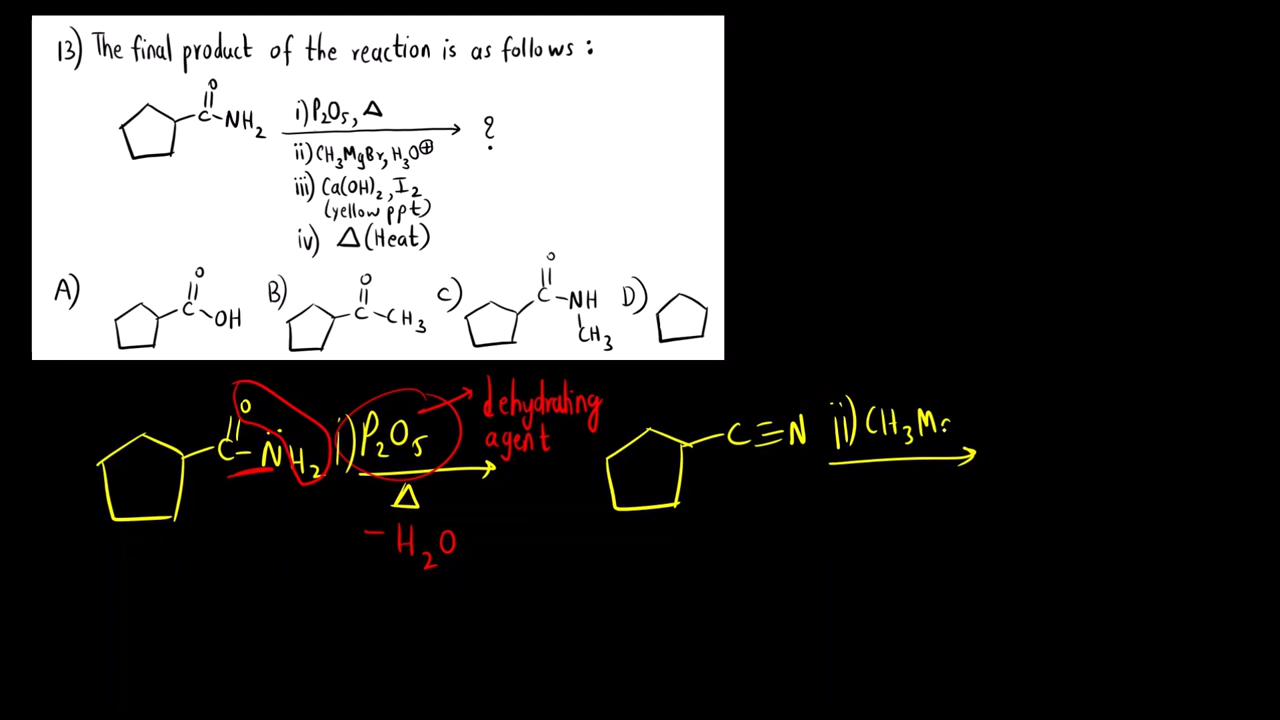 13) The final product of the reaction is as follows :
O
C-NH2
i) P2O5, Δ
ii) CH3MgBr, H3O⊕
iii) Ca(OH)2, I2
(yellow ppt)
iv) Δ (Heat)
?
A)
O
C
OH
B)
O
C-CH3
C)
O
C-NH
CH3
D)
O
C-NH2
i) P2O5
Δ
-H2O
dehydrating
agent
C≡N
ii) CH3M